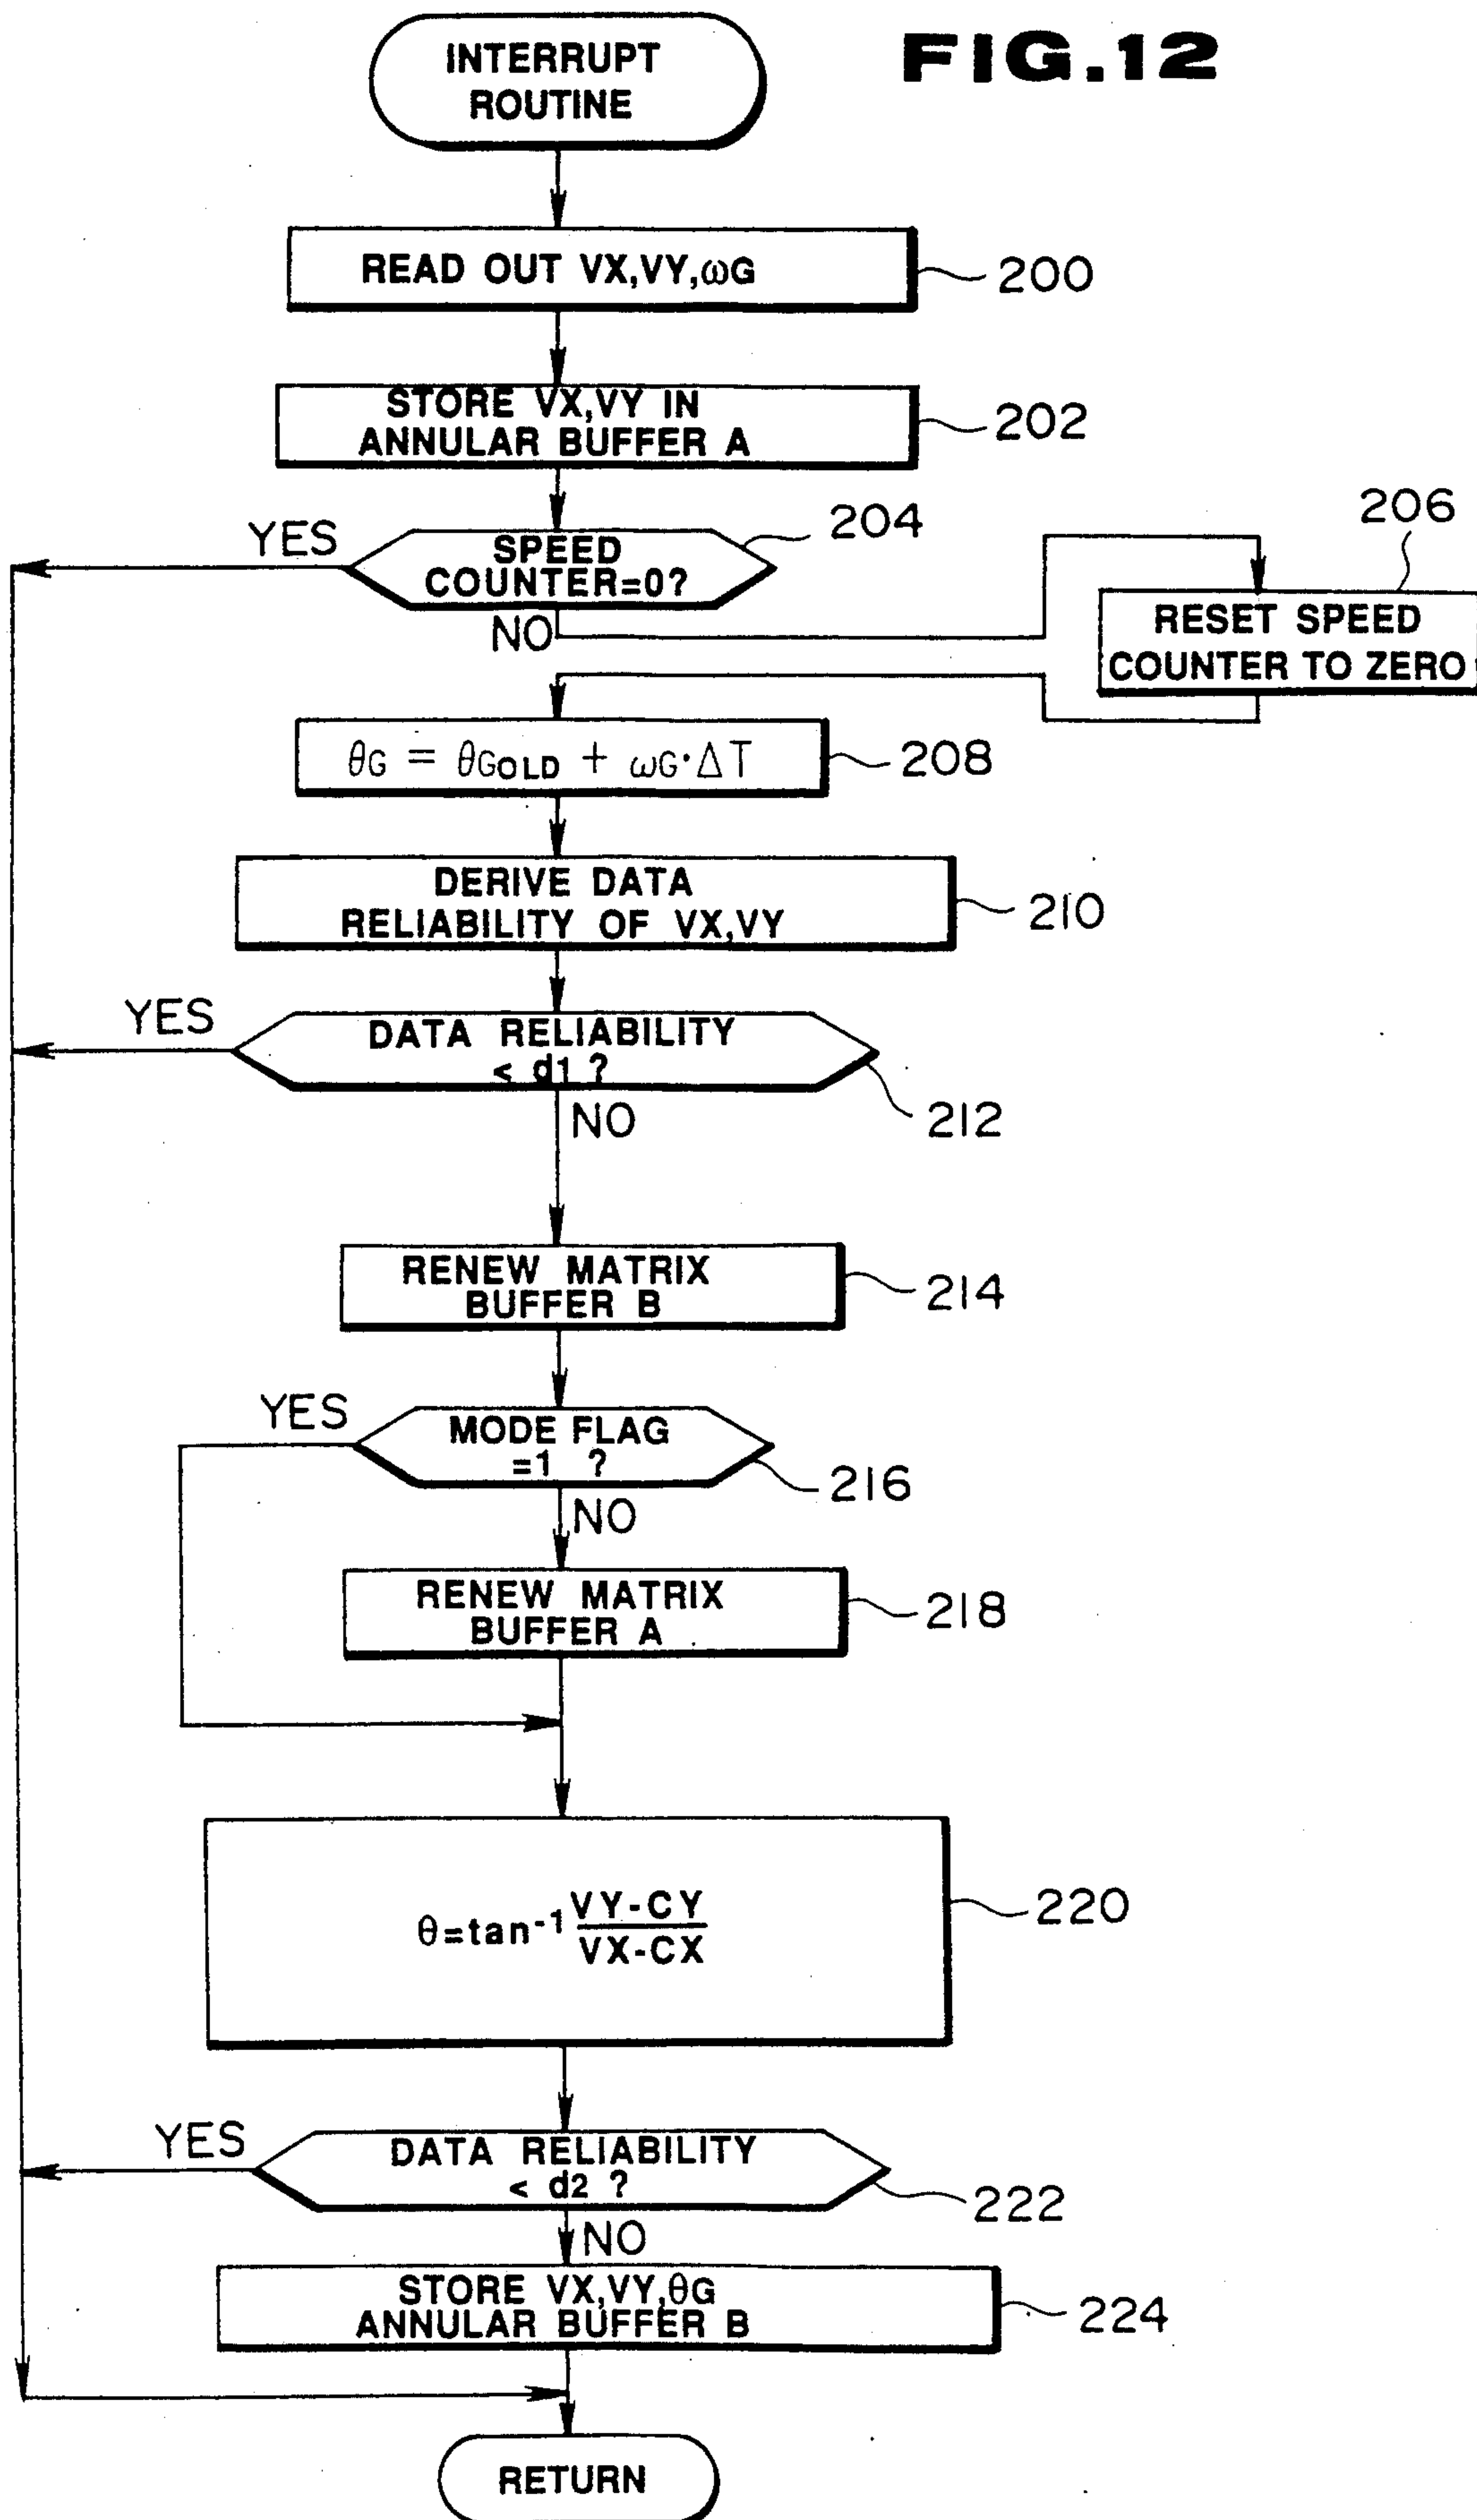 FIG.12
INTERRUPT
ROUTINE
READ OUT VX,VY,ωG
200
STORE VX,VY IN
ANNULAR BUFFER A
202
204
YES
SPEED
COUNTER=0?
NO
206
RESET SPEED
COUNTER TO ZERO
θG = θGOLD + ωG·ΔT
208
DERIVE DATA
RELIABILITY OF VX,VY
210
YES
DATA RELIABILITY
< d1 ?
212
NO
RENEW MATRIX
BUFFER B
214
YES
MODE FLAG
=1 ?
216
NO
RENEW MATRIX
BUFFER A
218
θ=tan⁻¹ VY-CY
VX-CX
220
YES
DATA RELIABILITY
< d2 ?
222
NO
STORE VX,VY,θG
ANNULAR BUFFER B
224
RETURN